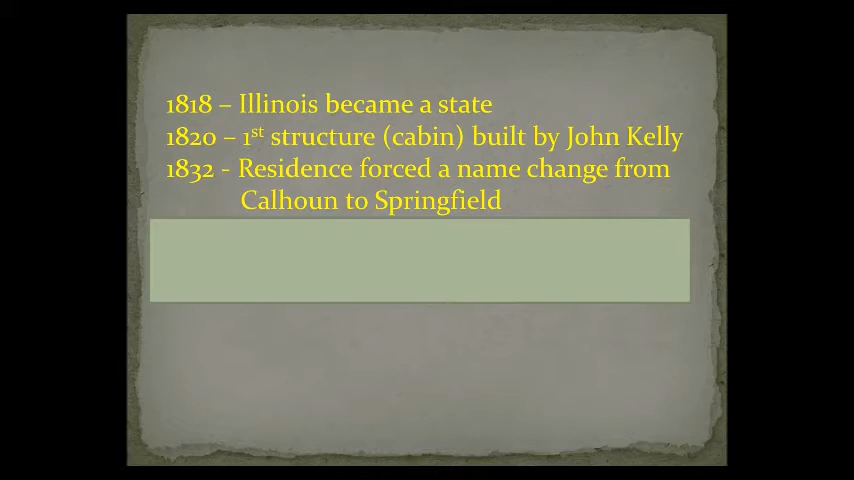 1818 – Illinois became a state
1820 – 1st structure (cabin) built by John Kelly
1832 - Residence forced a name change from
Calhoun to Springfield